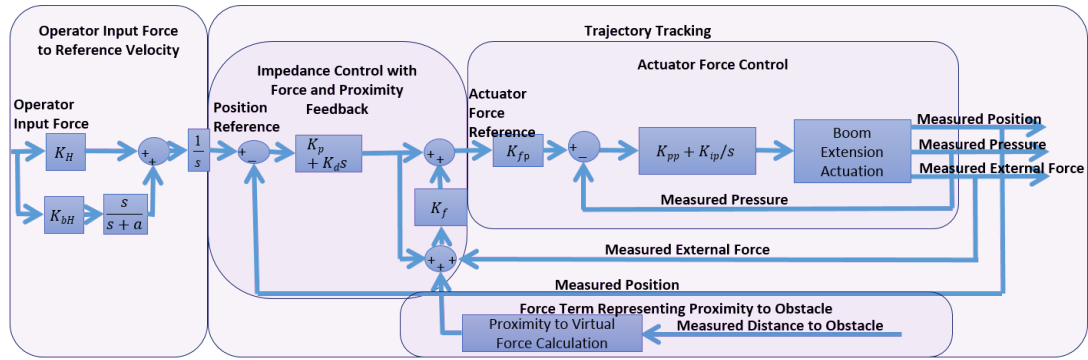 Operator Input Force
to Reference Velocity
Trajectory Tracking
Impedance Control with
Force and Proximity
Feedback
Actuator Force Control
Operator
Input Force
Position
Reference
Actuator
Force
Reference
K_H
+
+
1/s
+
−
K_p
+ K_d s
+
+
K_fp
+
−
K_pp + K_ip/s
Boom
Extension
Actuation
Measured Position
Measured Pressure
Measured External Force
K_bH
s/(s + a)
K_f
Measured Pressure
+ + +
Measured External Force
Measured Position
Force Term Representing Proximity to Obstacle
Proximity to Virtual
Force Calculation
Measured Distance to Obstacle